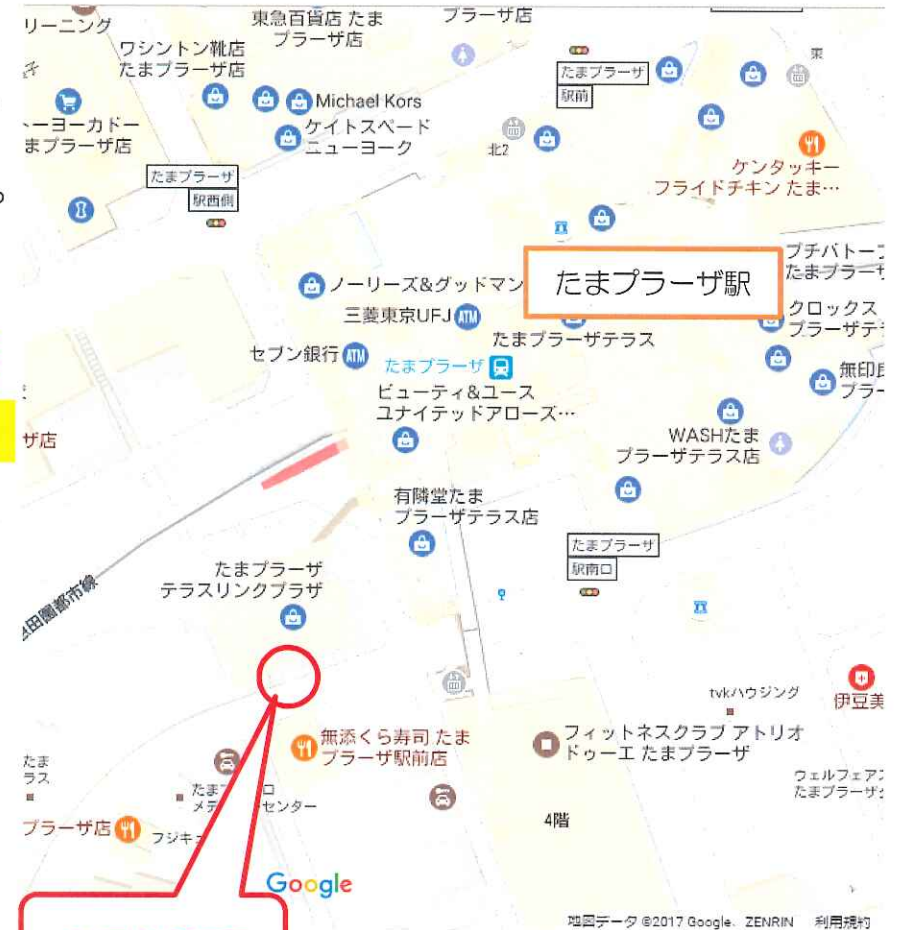 リーニング
東急百貨店 たま
プラーザ店
プラーザ店
ワシントン靴店
たまプラーザ店
たまプラーザ
駅前
東
Michael Kors
ケイトスペード
ニューヨーク
ーヨーカドー
まプラーザ店
北2
ケンタッキー
フライドチキン たま…
たまプラーザ
駅西側
たまプラーザ駅
プチバトー
たまプラーザ
ノーリーズ&グッドマン
クロックス
プラーザテ
三菱東京UFJ
ATM
たまプラーザテラス
セブン銀行
ATM
たまプラーザ
無印良
プラー
ビューティ&ユース
ユナイテッドアローズ…
ザ店
WASHたま
プラーザテラス店
有隣堂たま
プラーザテラス店
たまプラーザ
駅南口
たまプラーザ
テラスリンクプラザ
田園都市線
tvkハウジング
伊豆美
無添くら寿司 たま
プラーザ駅前店
フィットネスクラブ アトリオ
ドゥーエ たまプラーザ
たま
ラス
ウェルフェア
たまプラーザ
たま
ロ
メデ
センター
プラーザ店
フジキ
4階
Google
地図データ ©2017 Google、ZENRIN 利用規約